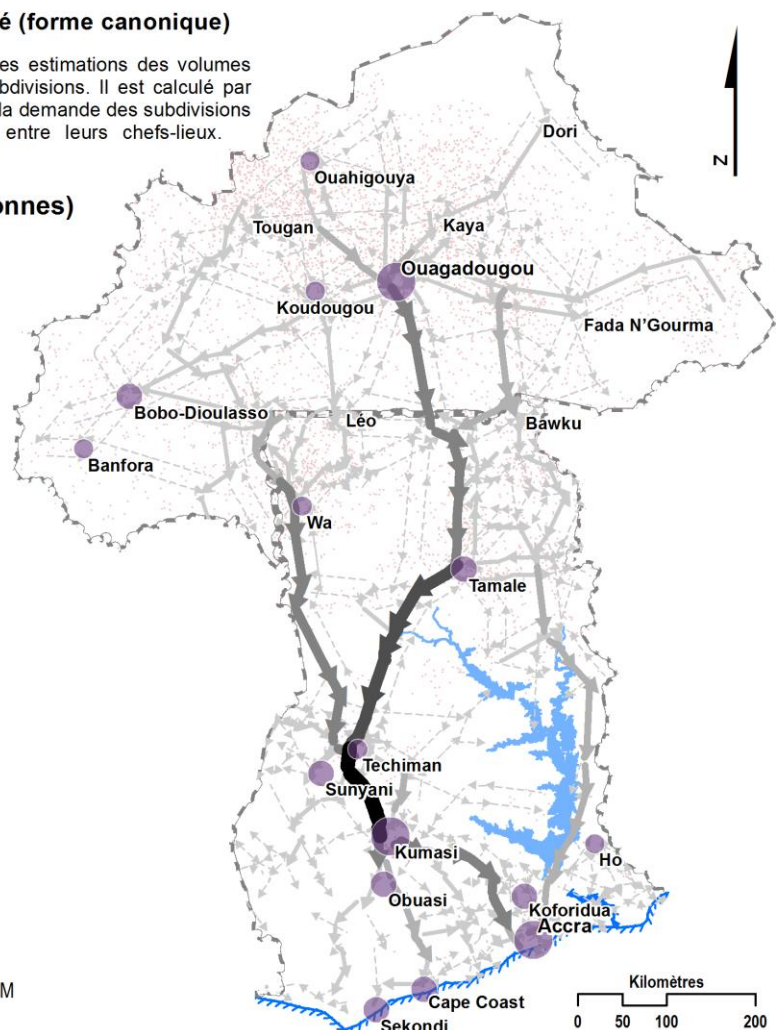 é (forme canonique)
es estimations des volumes
bdivisions. Il est calculé par
la demande des subdivisions
entre leurs chefs-lieux.
onnes)
N
Dori
Ouahigouya
Tougan
Kaya
Ouagadougou
Koudougou
Fada N'Gourma
Bobo-Dioulasso
Léo
Bawku
Banfora
Wa
Tamale
Techiman
Sunyani
Kumasi
Ho
Obuasi
Koforidua
Accra
M
Kilomètres
Cape Coast
Sekondi
0 50 100 200